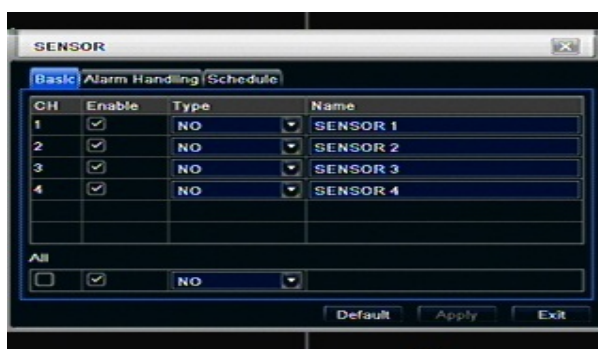 SENSOR
Basic Alarm Handling Schedule
CH Enable Type Name
1 NO SENSOR 1
2 NO SENSOR 2
3 NO SENSOR 3
4 NO SENSOR 4
All
NO
Default Apply Exit